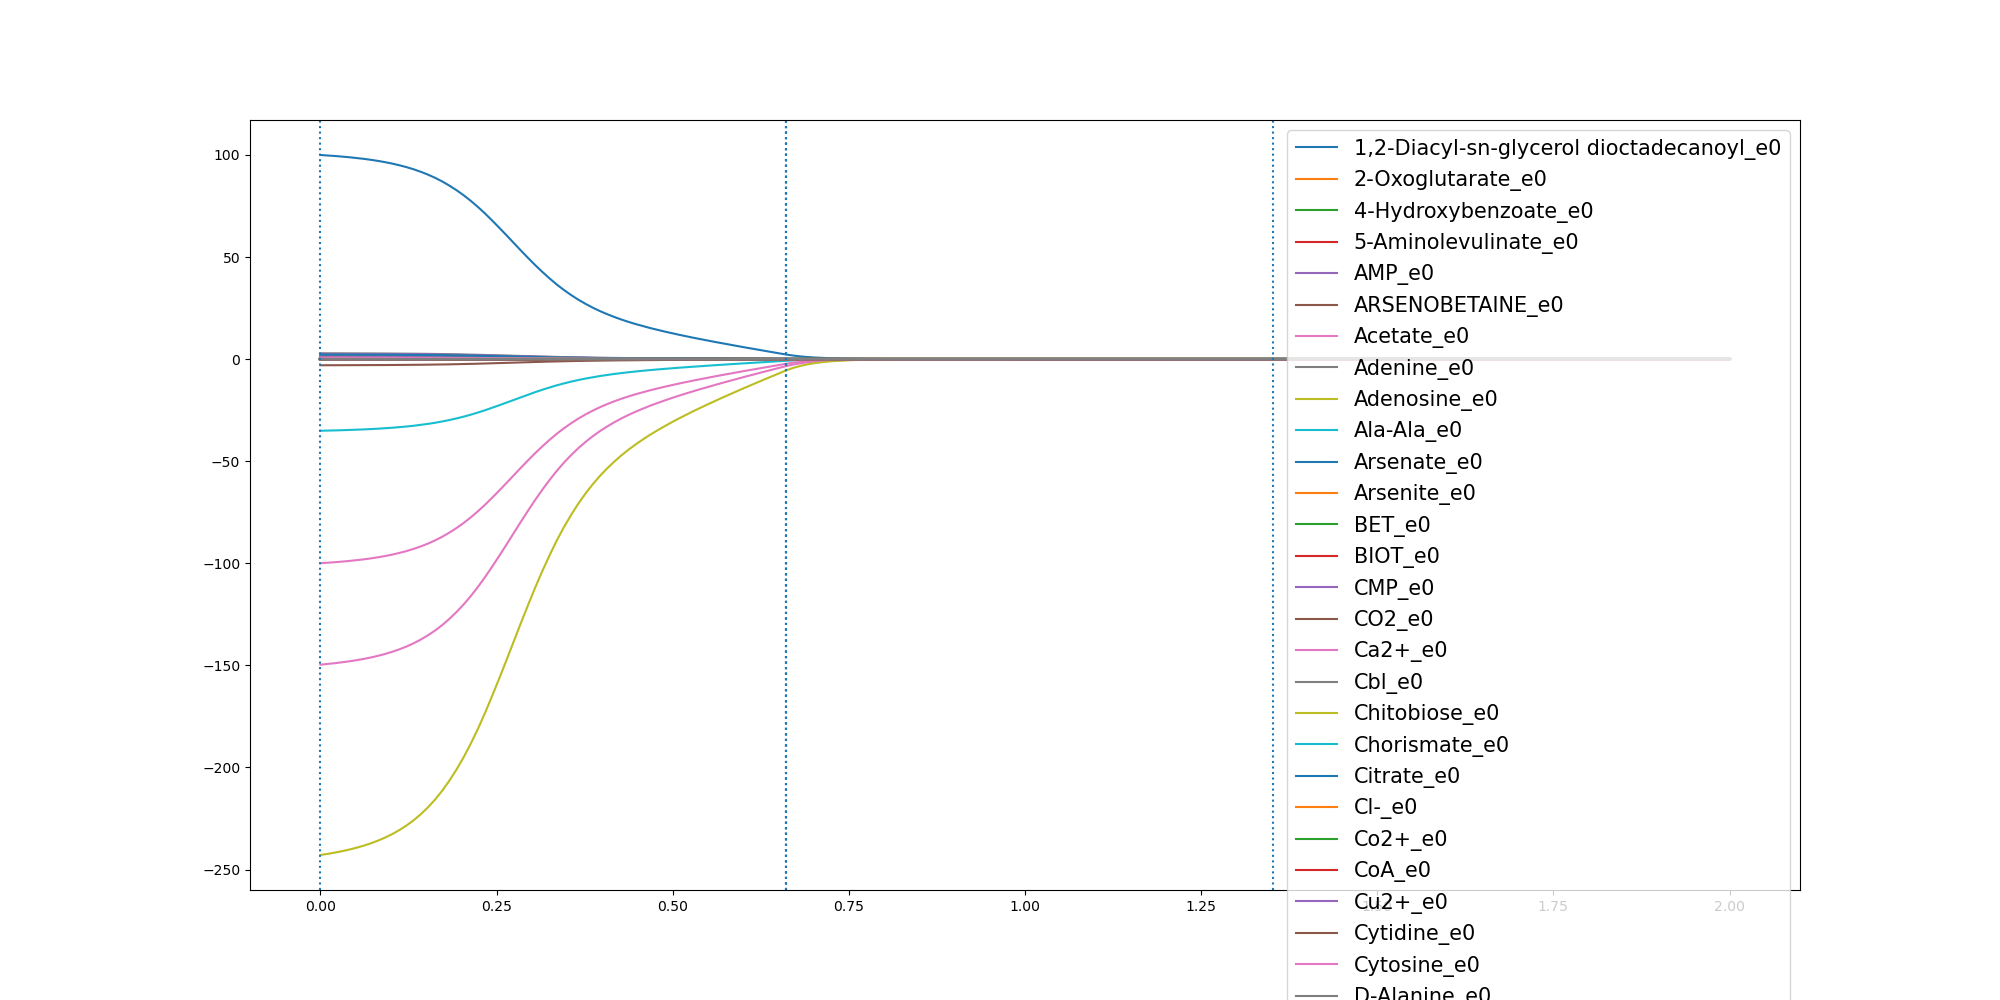 100
50
0
−50
−100
−150
−200
−250
0.00
0.25
0.50
0.75
1.00
1.25
1.75
2.00
1,2-Diacyl-sn-glycerol dioctadecanoyl_e0
2-Oxoglutarate_e0
4-Hydroxybenzoate_e0
5-Aminolevulinate_e0
AMP_e0
ARSENOBETAINE_e0
Acetate_e0
Adenine_e0
Adenosine_e0
Ala-Ala_e0
Arsenate_e0
Arsenite_e0
BET_e0
BIOT_e0
CMP_e0
CO2_e0
Ca2+_e0
Cbl_e0
Chitobiose_e0
Chorismate_e0
Citrate_e0
Cl-_e0
Co2+_e0
CoA_e0
Cu2+_e0
Cytidine_e0
Cytosine_e0
D-Alanine_e0